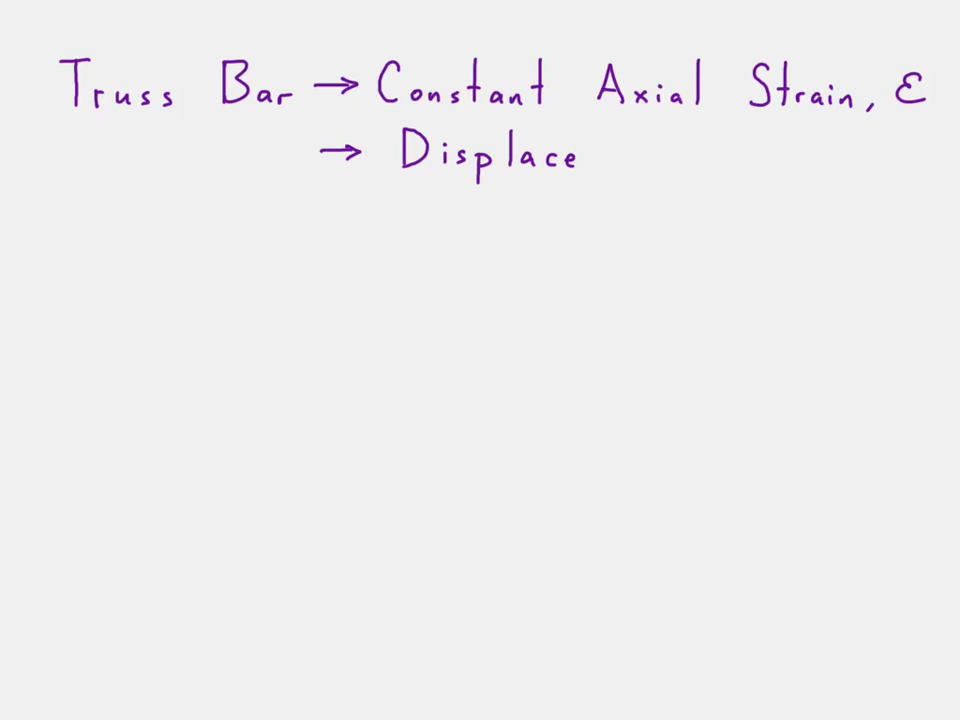 Truss Bar → Constant Axial Strain, ε
→ Displace